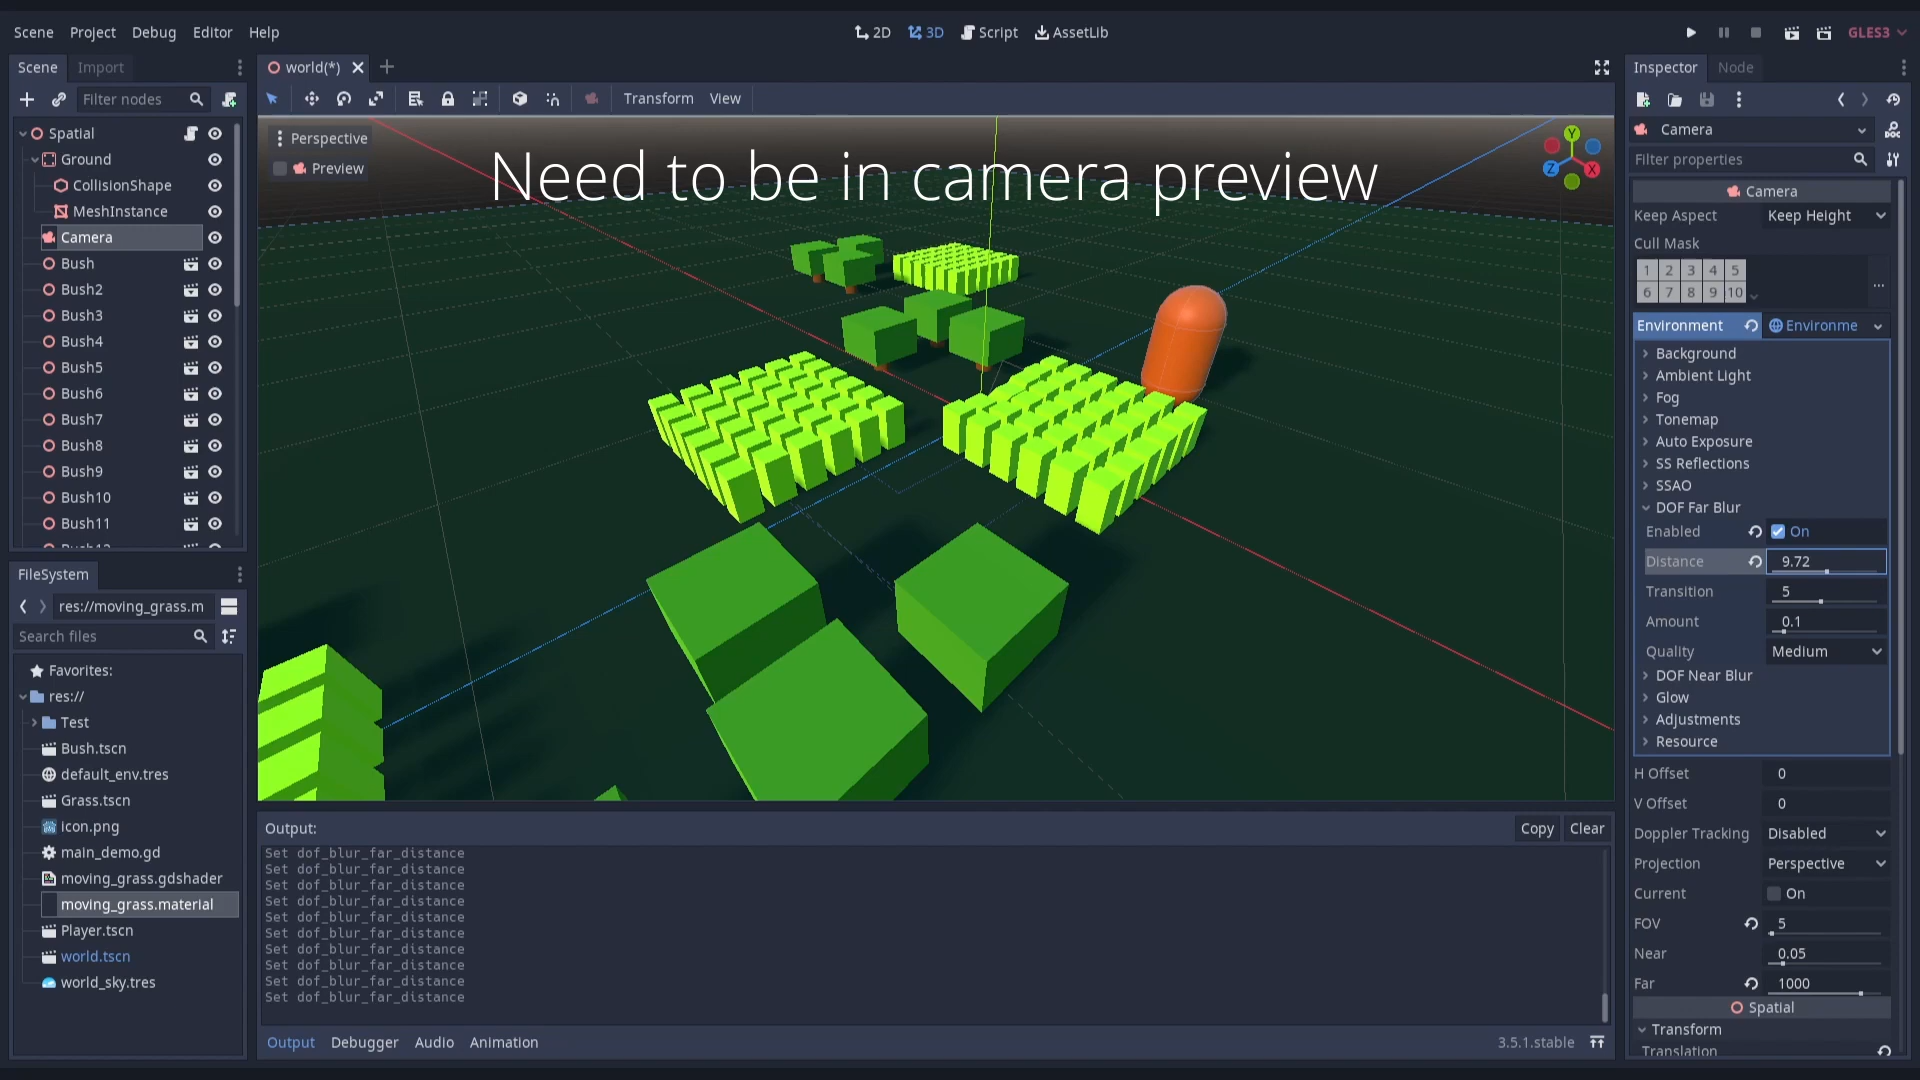 Scene Project Debug Editor Help
2D 3D Script AssetLib
GLES3
Scene Import
Filter nodes
Spatial
Ground
CollisionShape
MeshInstance
Camera
Bush
Bush2
Bush3
Bush4
Bush5
Bush6
Bush7
Bush8
Bush9
Bush10
Bush11
FileSystem
res://moving_grass.m
Search files
Favorites:
res://
Test
Bush.tscn
default_env.tres
Grass.tscn
icon.png
main_demo.gd
moving_grass.gdshader
moving_grass.material
Player.tscn
world.tscn
world_sky.tres
world(*)
Transform View
Perspective
Preview
Need to be in camera preview
Y
Z X
Output:
Copy Clear
Set dof_blur_far_distance
Set dof_blur_far_distance
Set dof_blur_far_distance
Set dof_blur_far_distance
Set dof_blur_far_distance
Set dof_blur_far_distance
Set dof_blur_far_distance
Set dof_blur_far_distance
Set dof_blur_far_distance
Set dof_blur_far_distance
Output Debugger Audio Animation
3.5.1.stable
Inspector Node
Camera
Filter properties
Camera
Keep Aspect Keep Height
Cull Mask
1 2 3 4 5
6 7 8 9 10
...
Environment Environme
Background
Ambient Light
Fog
Tonemap
Auto Exposure
SS Reflections
SSAO
DOF Far Blur
Enabled On
Distance 9.72
Transition 5
Amount 0.1
Quality Medium
DOF Near Blur
Glow
Adjustments
Resource
H Offset 0
V Offset 0
Doppler Tracking Disabled
Projection Perspective
Current On
FOV 5
Near 0.05
Far 1000
Spatial
Transform
Translation